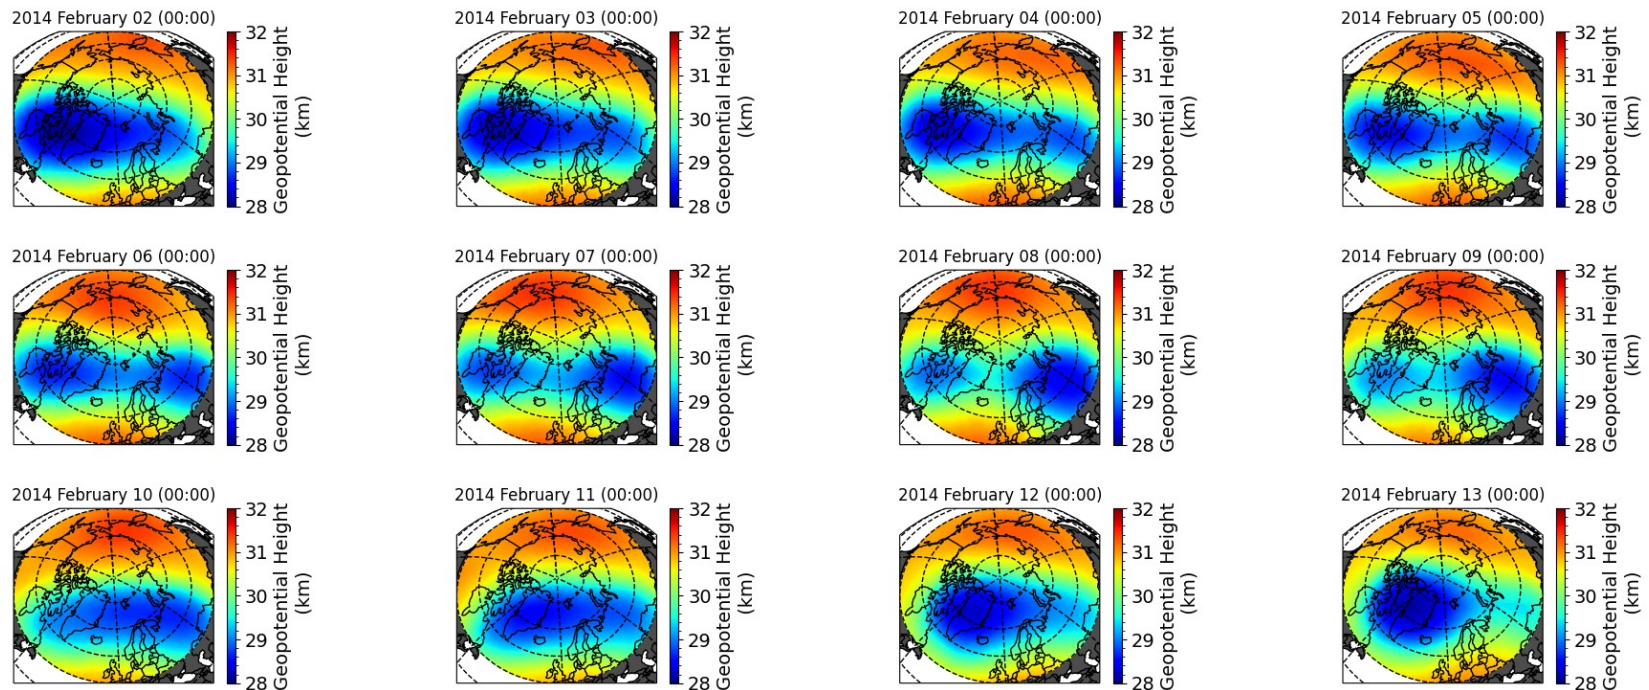 2014 February 02 (00:00)
32
31
30
29
28
Geopotential Height
(km)
2014 February 03 (00:00)
32
31
30
29
28
Geopotential Height
(km)
2014 February 04 (00:00)
32
31
30
29
28
Geopotential Height
(km)
2014 February 05 (00:00)
32
31
30
29
28
Geopotential Height
(km)
2014 February 06 (00:00)
32
31
30
29
28
Geopotential Height
(km)
2014 February 07 (00:00)
32
31
30
29
28
Geopotential Height
(km)
2014 February 08 (00:00)
32
31
30
29
28
Geopotential Height
(km)
2014 February 09 (00:00)
32
31
30
29
28
Geopotential Height
(km)
2014 February 10 (00:00)
32
31
30
29
28
Geopotential Height
(km)
2014 February 11 (00:00)
32
31
30
29
28
Geopotential Height
(km)
2014 February 12 (00:00)
32
31
30
29
28
Geopotential Height
(km)
2014 February 13 (00:00)
32
31
30
29
28
Geopotential Height
(km)